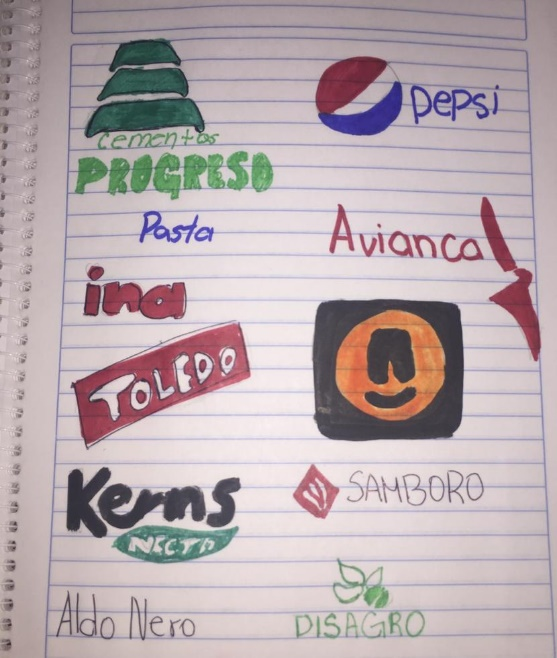 Cementos
PROGRESO
pepsi
Pasta
ina
Avianca
TOLEDO
Kerns
NECTA
SAMBORO
Aldo Nero
DISAGRO